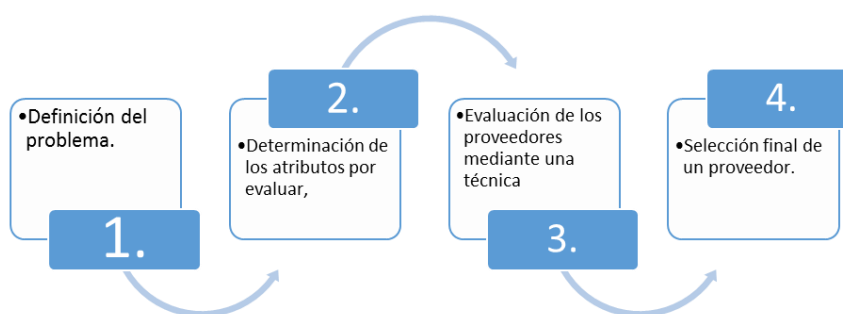 •Definición del
problema.
1.
2.
•Determinación de
los atributos por
evaluar,
•Evaluación de los
proveedores
mediante una
técnica
3.
4.
•Selección final de
un proveedor.